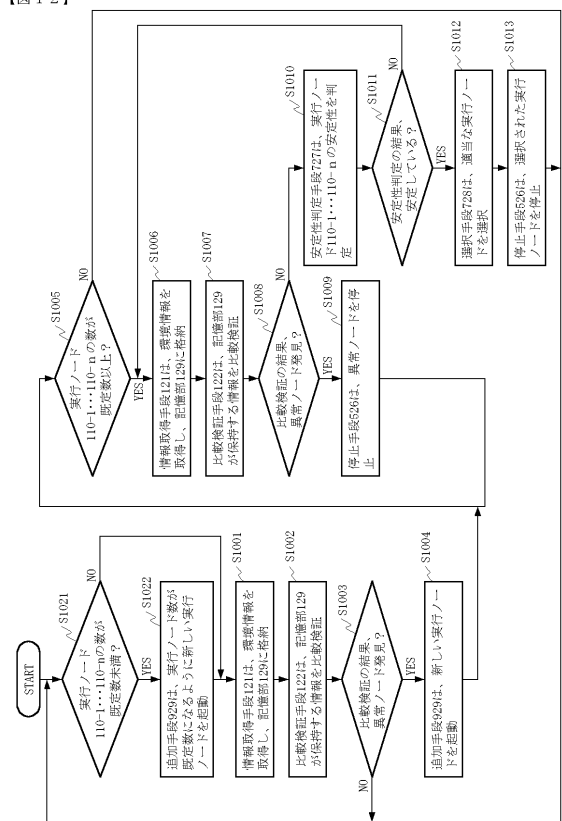 【図12】
START
S1021
実行ノード
110-1・・・110-nの数が
既定数未満？
NO
YES
S1022
追加手段929は、実行ノード数が
既定数になるように新しい実行
ノードを起動
S1001
情報取得手段121は、環境情報を
取得し、記憶部129に格納
S1002
比較検証手段122は、記憶部129
が保持する情報を比較検証
S1003
比較検証の結果、
異常ノード発見？
NO
YES
S1004
追加手段929は、新しい実行ノー
ドを起動
S1005
実行ノード
110-1・・・110-nの数が
既定数以上？
NO
YES
S1006
情報取得手段121は、環境情報を
取得し、記憶部129に格納
S1007
比較検証手段122は、記憶部129
が保持する情報を比較検証
S1008
比較検証の結果、
異常ノード発見？
NO
YES
S1009
停止手段526は、異常ノードを停
止
S1010
安定性判定手段727は、実行ノー
ド110-1・・・110-nの安定性を判
定
S1011
安定性判定の結果、
安定している？
NO
YES
S1012
選択手段728は、適当な実行ノー
ドを選択
S1013
停止手段526は、選択された実行
ノードを停止